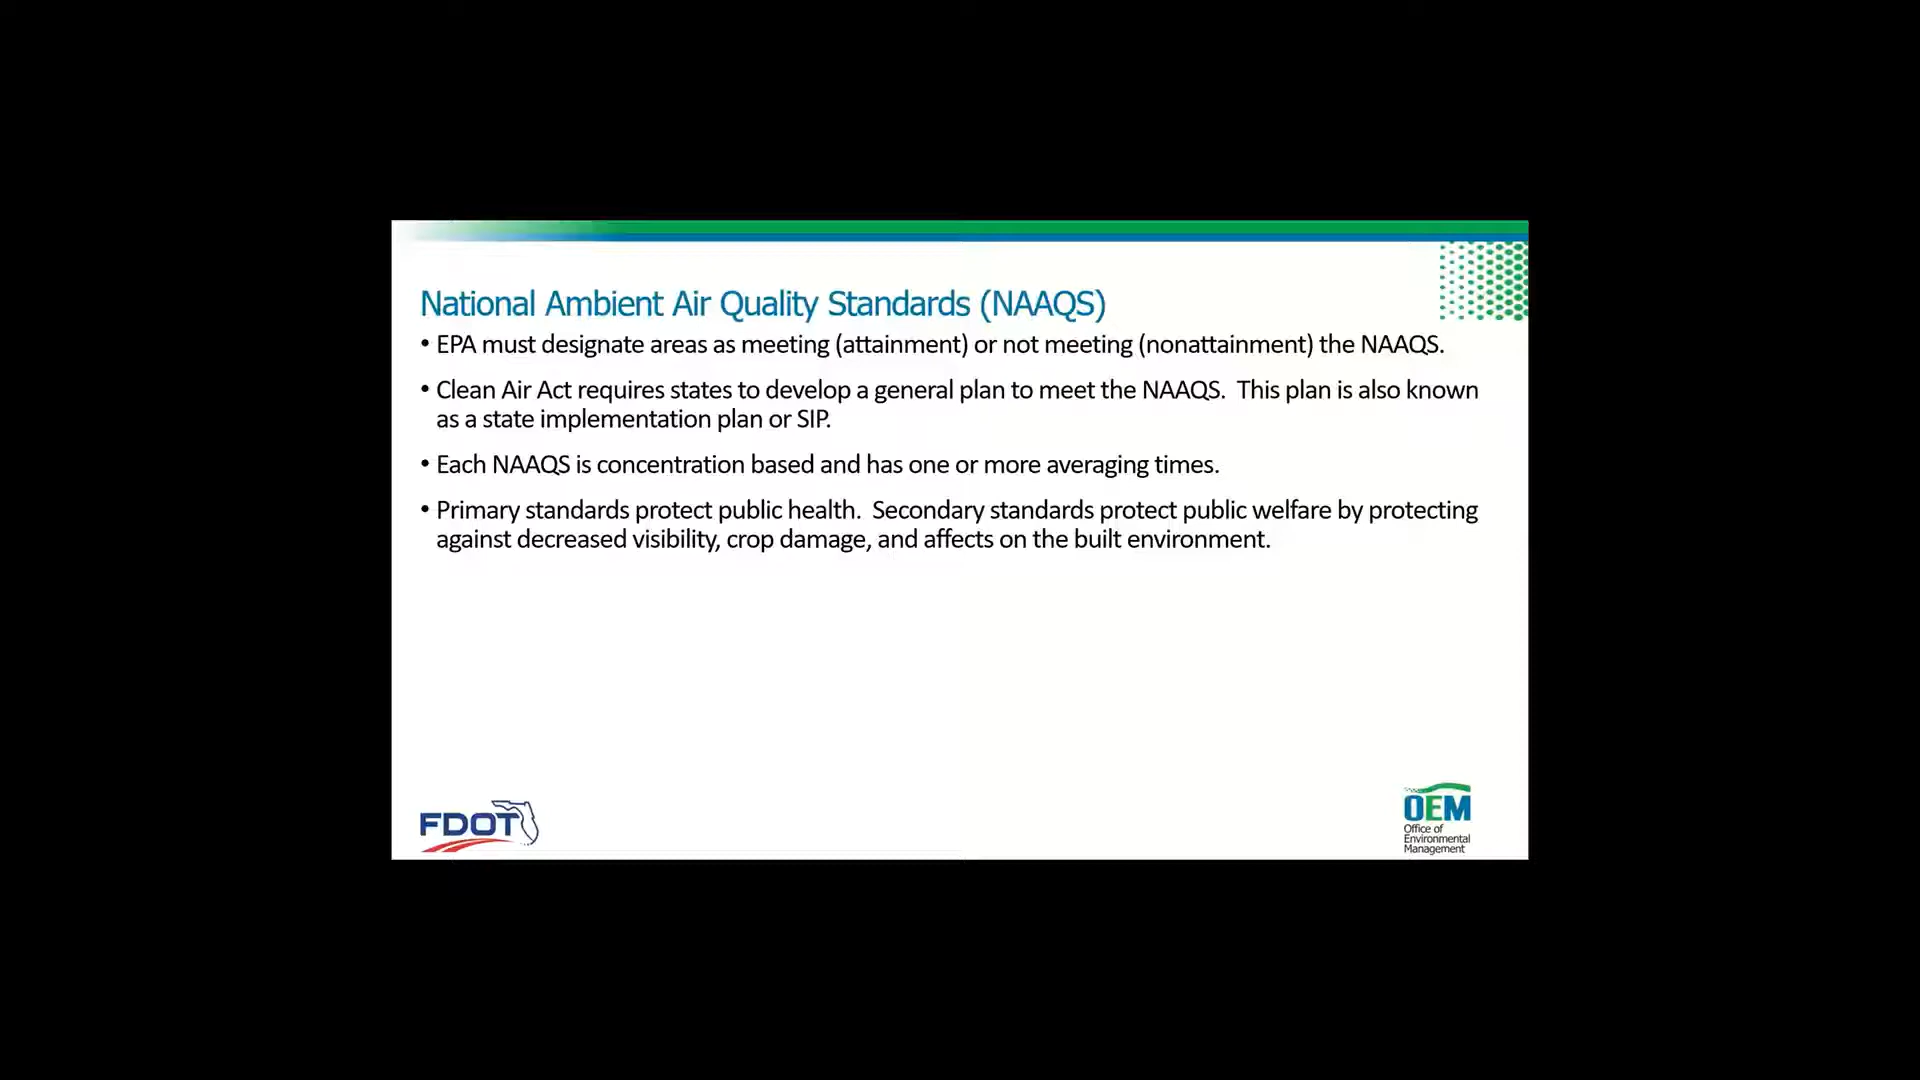 National Ambient Air Quality Standards (NAAQS)
• EPA must designate areas as meeting (attainment) or not meeting (nonattainment) the NAAQS.
• Clean Air Act requires states to develop a general plan to meet the NAAQS.  This plan is also known
as a state implementation plan or SIP.
• Each NAAQS is concentration based and has one or more averaging times.
• Primary standards protect public health.  Secondary standards protect public welfare by protecting
against decreased visibility, crop damage, and affects on the built environment.
FDOT
OEM
Office of
Environmental
Management